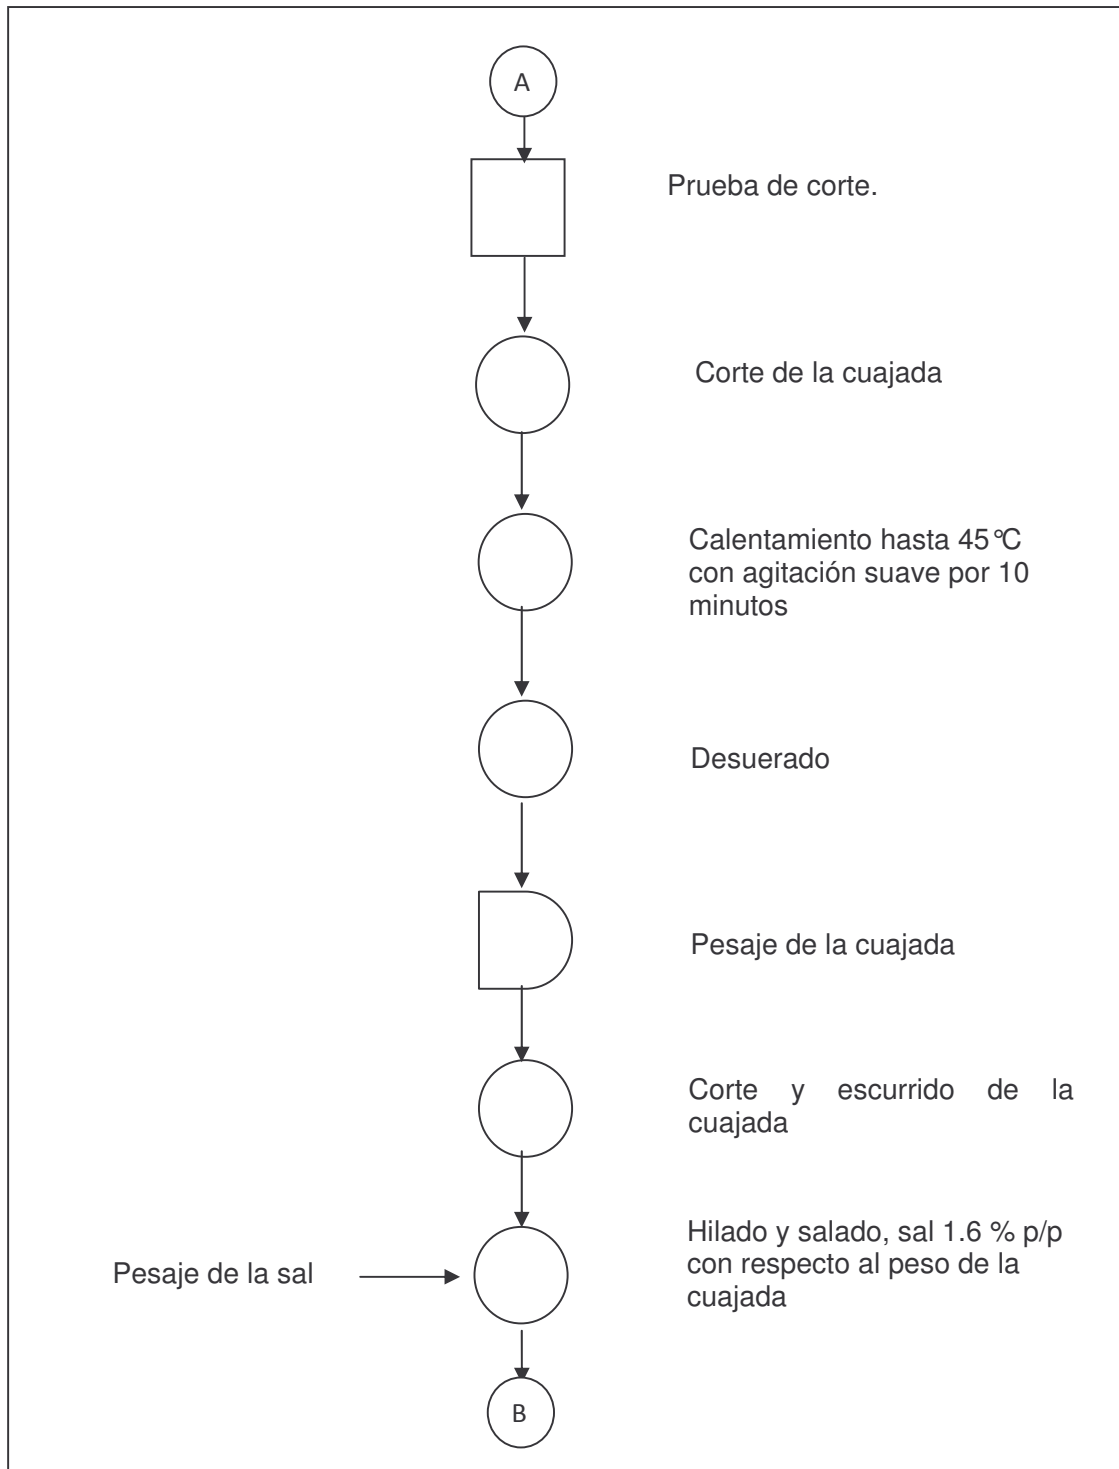 A
Prueba de corte.
Corte de la cuajada
Calentamiento hasta 45°C
con agitación suave por 10
minutos
Desuerado
Pesaje de la cuajada
Corte y escurrido de la
cuajada
Pesaje de la sal
Hilado y salado, sal 1.6 % p/p
con respecto al peso de la
cuajada
B